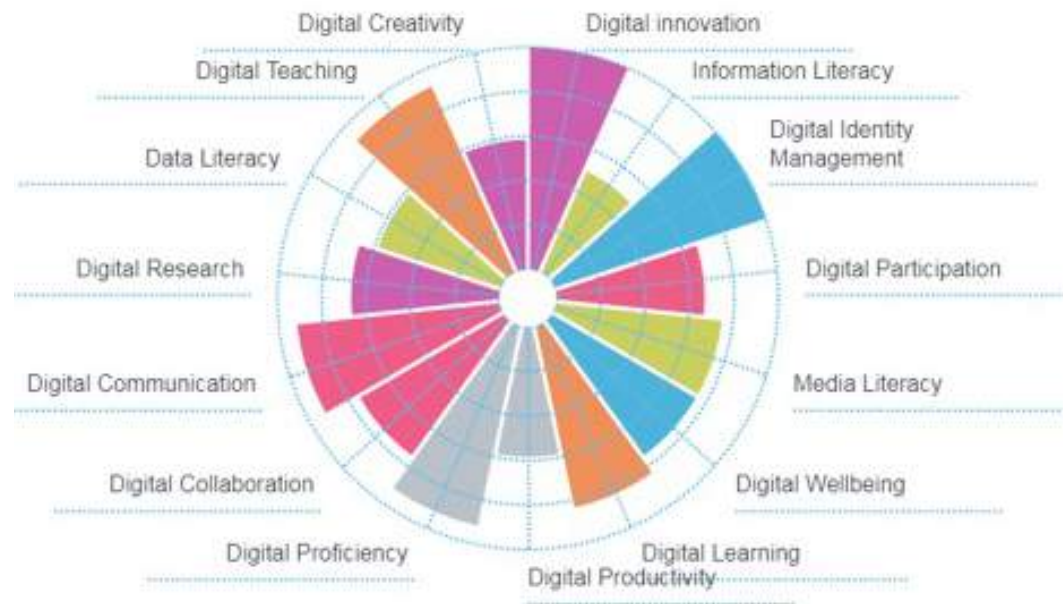 Digital Creativity
Digital innovation
Digital Teaching
Information Literacy
Digital Identity
Management
Data Literacy
Digital Research
Digital Participation
Digital Communication
Media Literacy
Digital Collaboration
Digital Wellbeing
Digital Proficiency
Digital Learning
Digital Productivity